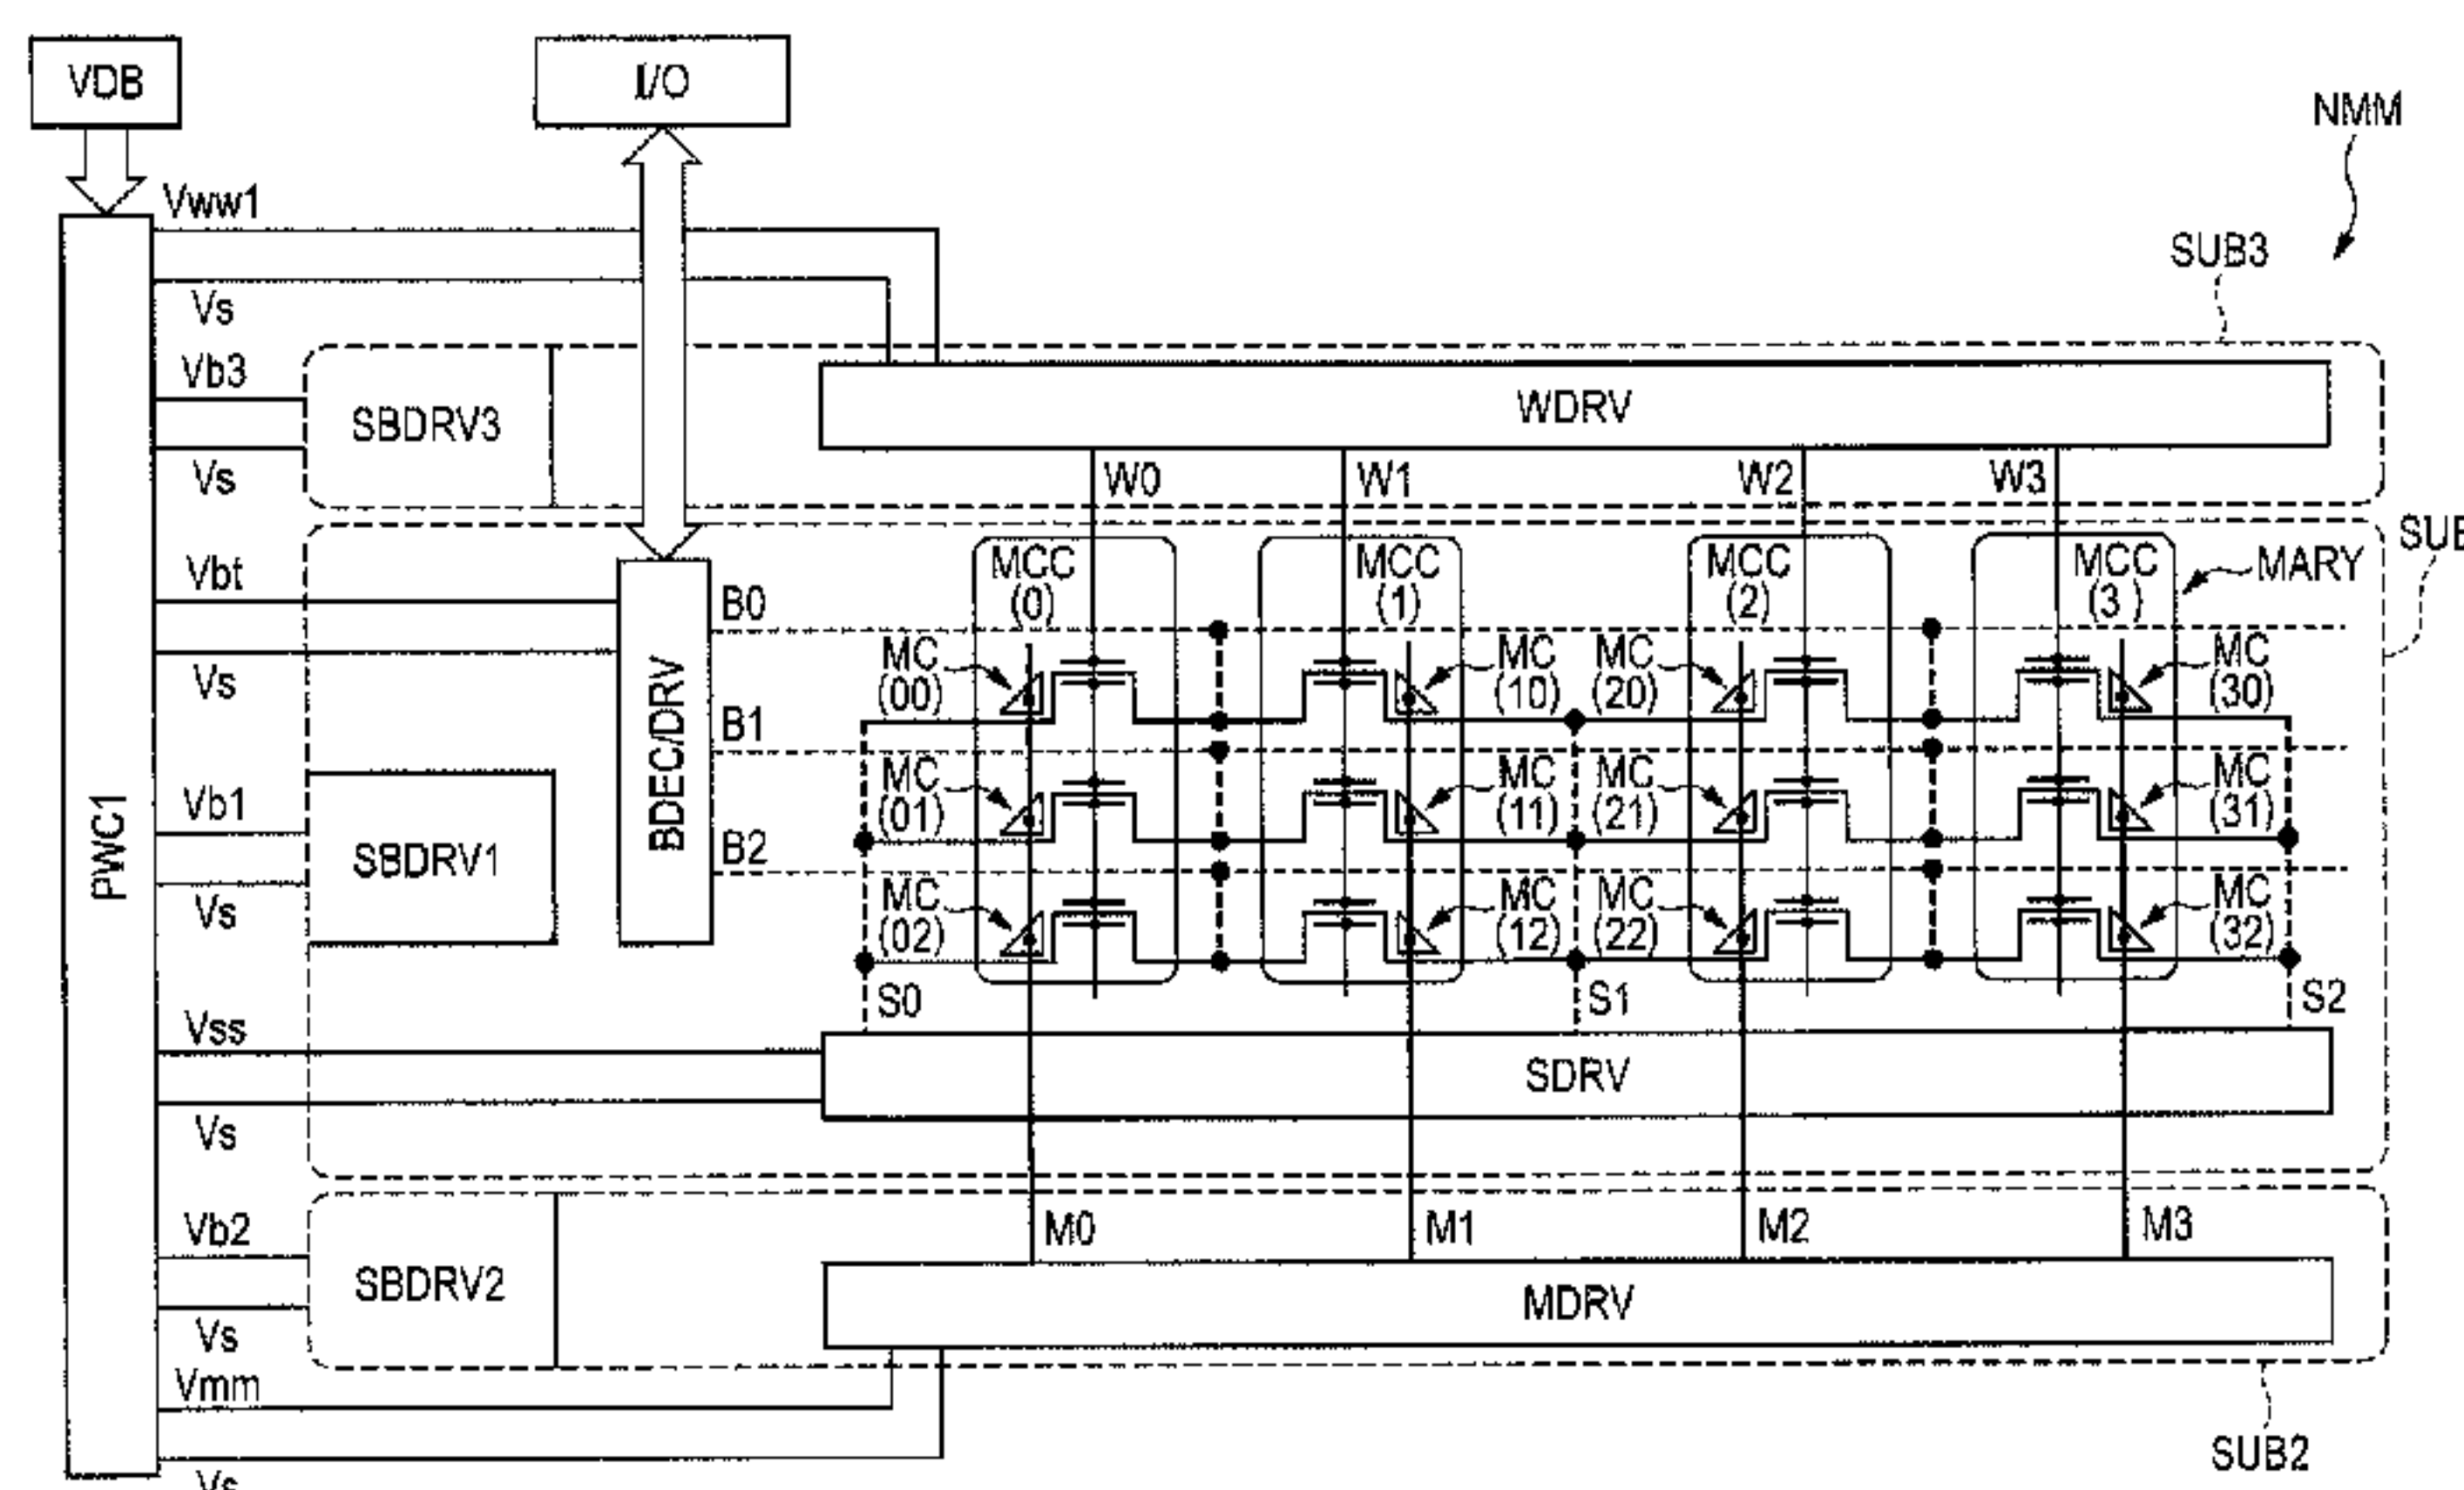 VDB
I/O
NMM
Vww1
SUB3
Vs
Vb3
SBDRV3
WDRV
Vs
W0
W1
W2
W3
SUB
Vbt
MCC
(0)
MCC
(1)
MCC
(2)
MCC
(3)
MARY
B0
Vs
MC
(00)
MC
(10)
MC
(20)
MC
(30)
B1
BDEC/DRV
PWC1
Vb1
SBDRV1
MC
(01)
MC
(11)
MC
(21)
MC
(31)
B2
Vs
MC
(02)
MC
(12)
MC
(22)
MC
(32)
S0
S1
S2
Vss
SDRV
Vs
Vb2
M0
M1
M2
M3
SBDRV2
MDRV
Vs
Vmm
SUB2
Vs